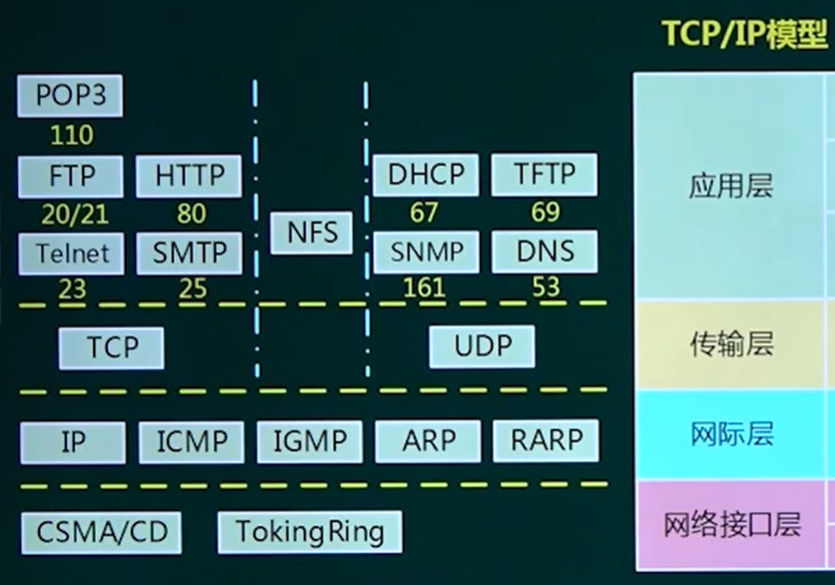 TCP/IP模型
POP3
110
FTP HTTP DHCP TFTP
20/21 80 67 69
应用层
NFS
Telnet SMTP SNMP DNS
23 25 161 53
TCP UDP 传输层
IP ICMP IGMP ARP RARP 网际层
CSMA/CD TokingRing 网络接口层